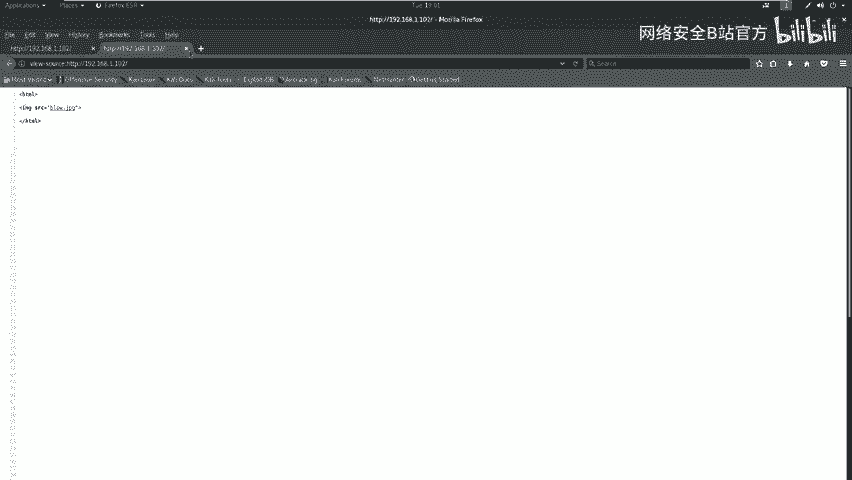 Applications Places Firefox ESR Tue 19:01 1
http://192.168.1.102/ - Mozilla Firefox
网络安全B站官方 bilibili
File Edit View History Bookmarks Tools Help
http://192.168.1.102/ http://192.168.1.102/
view-source:http://192.168.1.102/ Search
Most Visited Offensive Security Kali Linux Kali Docs Kali Tools Exploit-DB Aircrack-ng Kali Forums NetHunter Getting Started
<html>
<img src="blow.jpg">
</html>